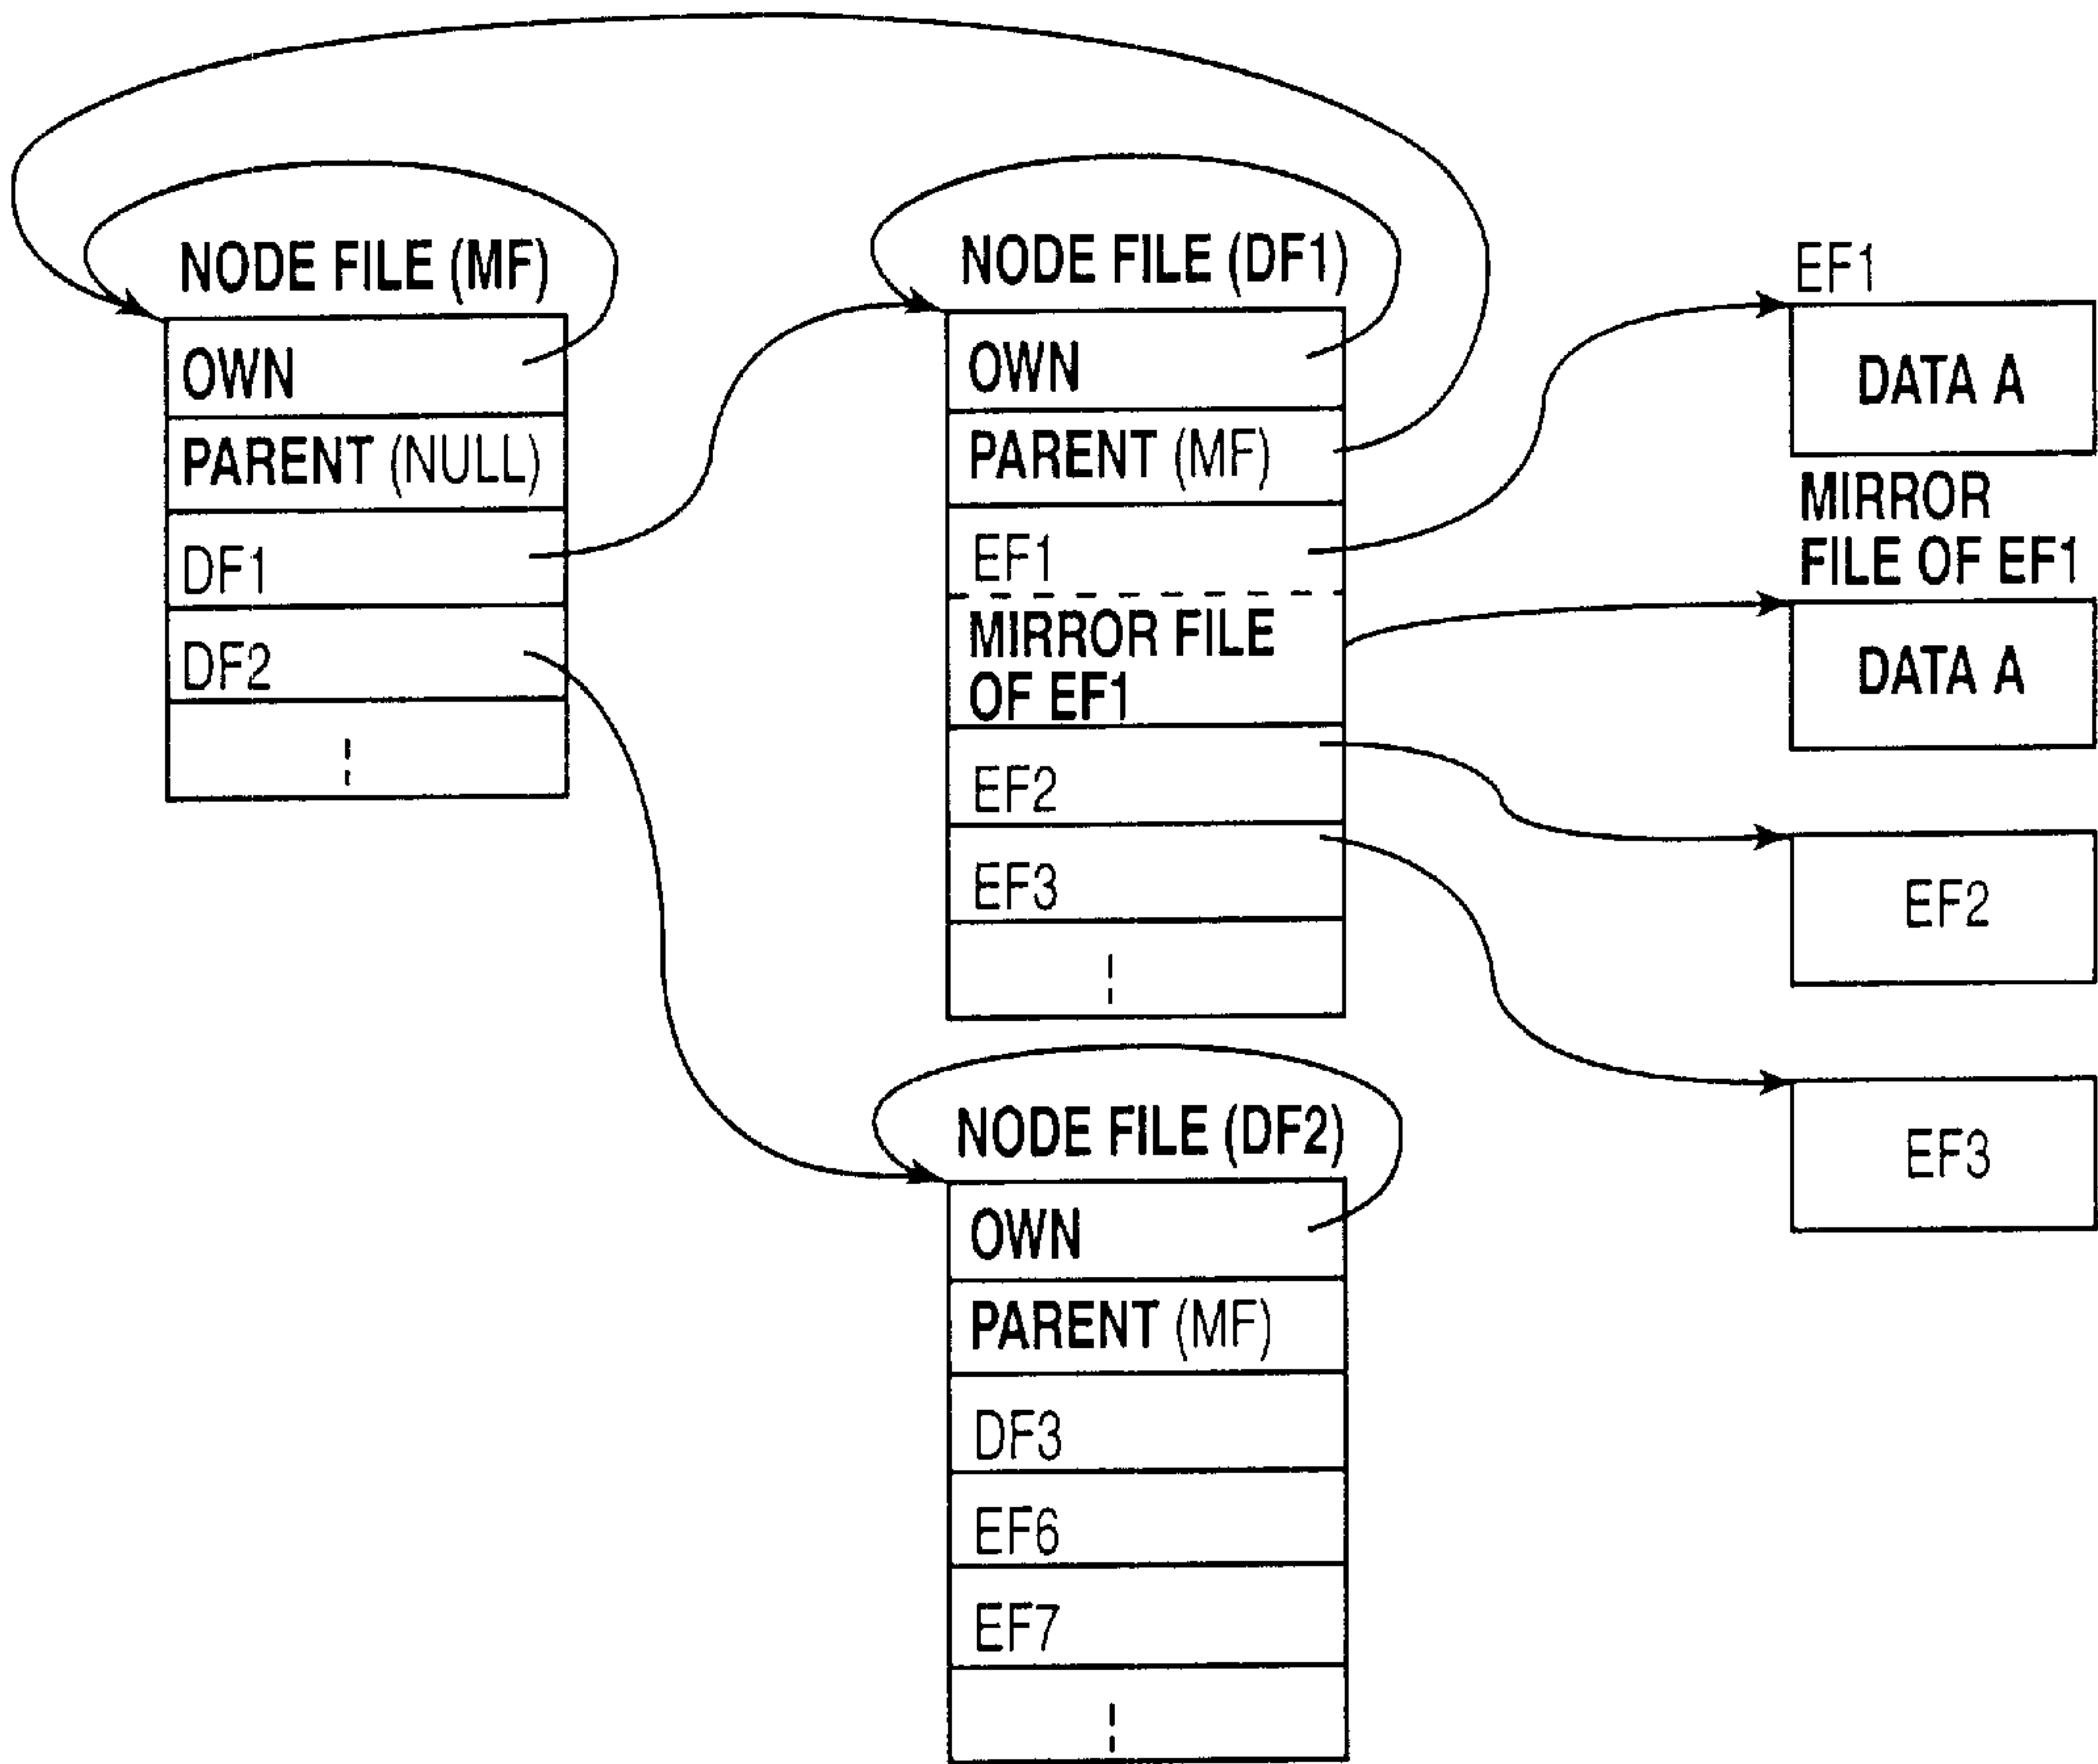 NODE FILE (MF)
OWN
PARENT (NULL)
DF1
DF2
NODE FILE (DF1)
OWN
PARENT (MF)
EF1
MIRROR FILE
OF EF1
EF2
EF3
EF1
DATA A
MIRROR
FILE OF EF1
DATA A
EF2
EF3
NODE FILE (DF2)
OWN
PARENT (MF)
DF3
EF6
EF7